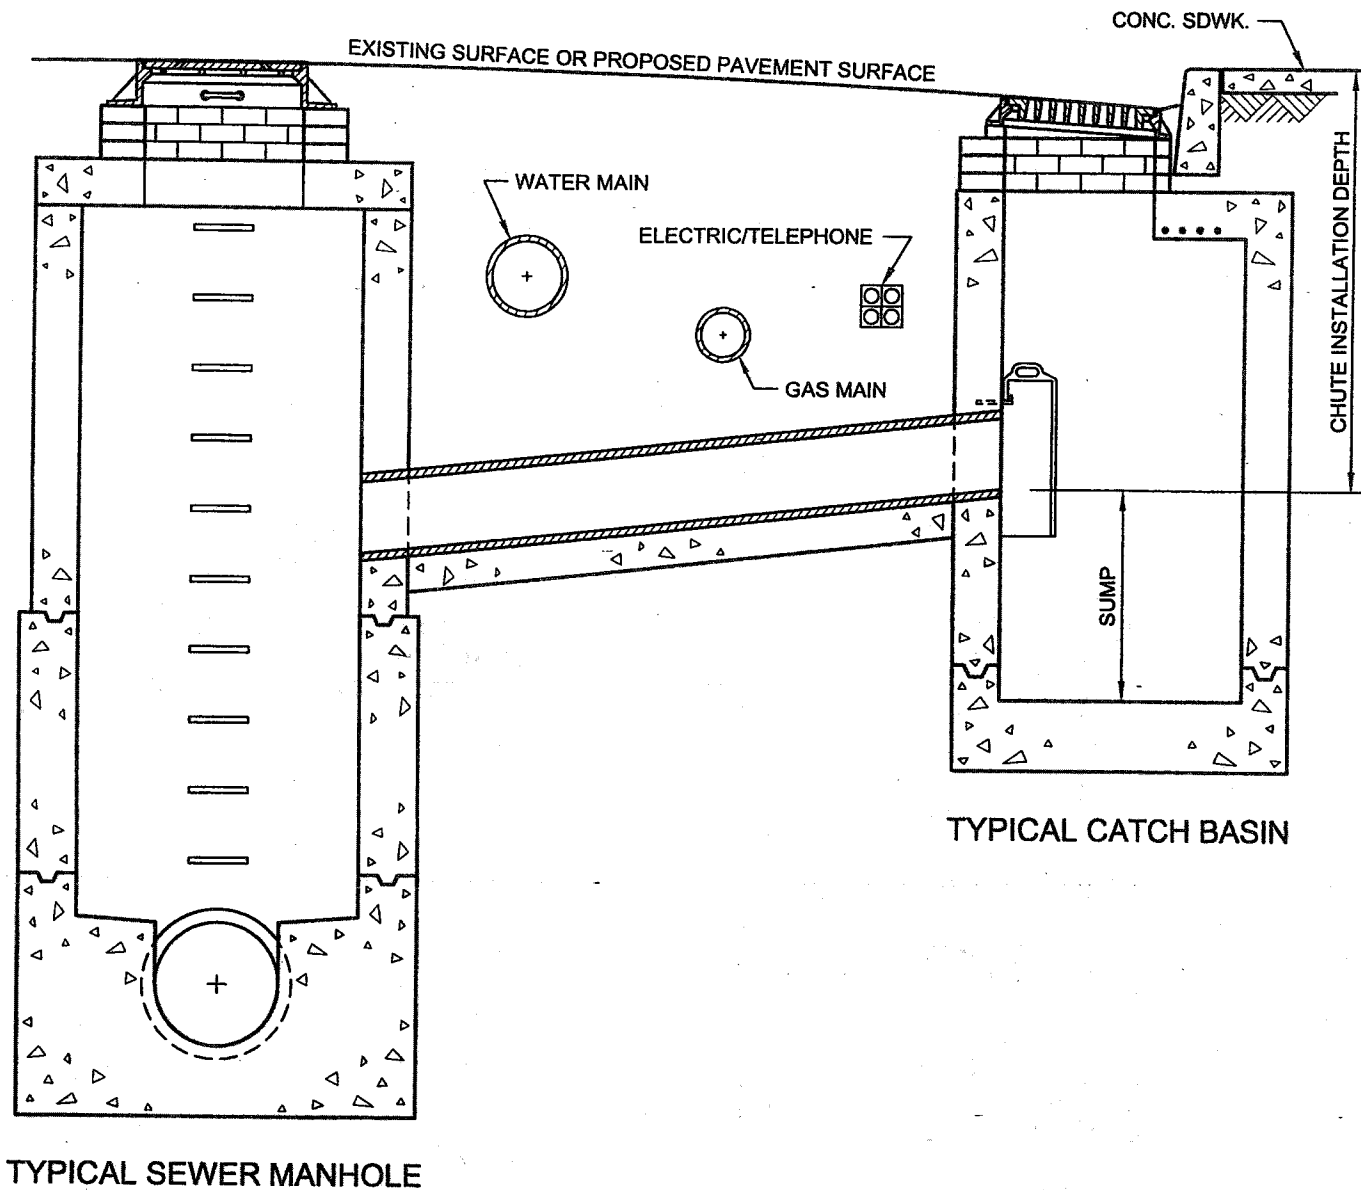 CONC. SDWK.
EXISTING SURFACE OR PROPOSED PAVEMENT SURFACE
WATER MAIN
ELECTRIC/TELEPHONE
GAS MAIN
CHUTE INSTALLATION DEPTH
SUMP
TYPICAL CATCH BASIN
TYPICAL SEWER MANHOLE